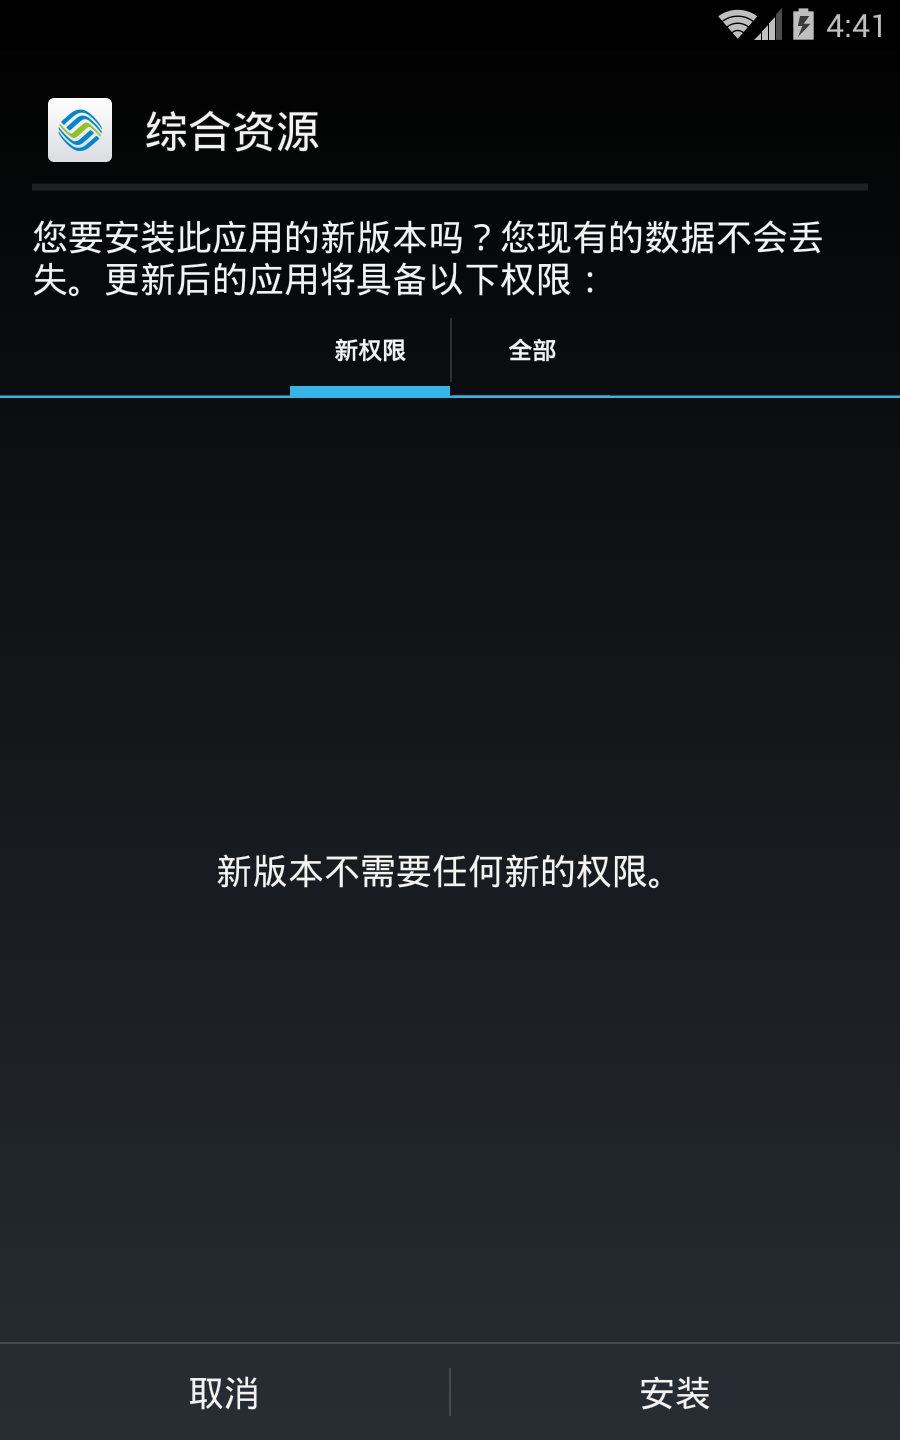 4:41
综合资源
您要安装此应用的新版本吗？您现有的数据不会丢
失。更新后的应用将具备以下权限：
新权限
全部
新版本不需要任何新的权限。
取消
安装